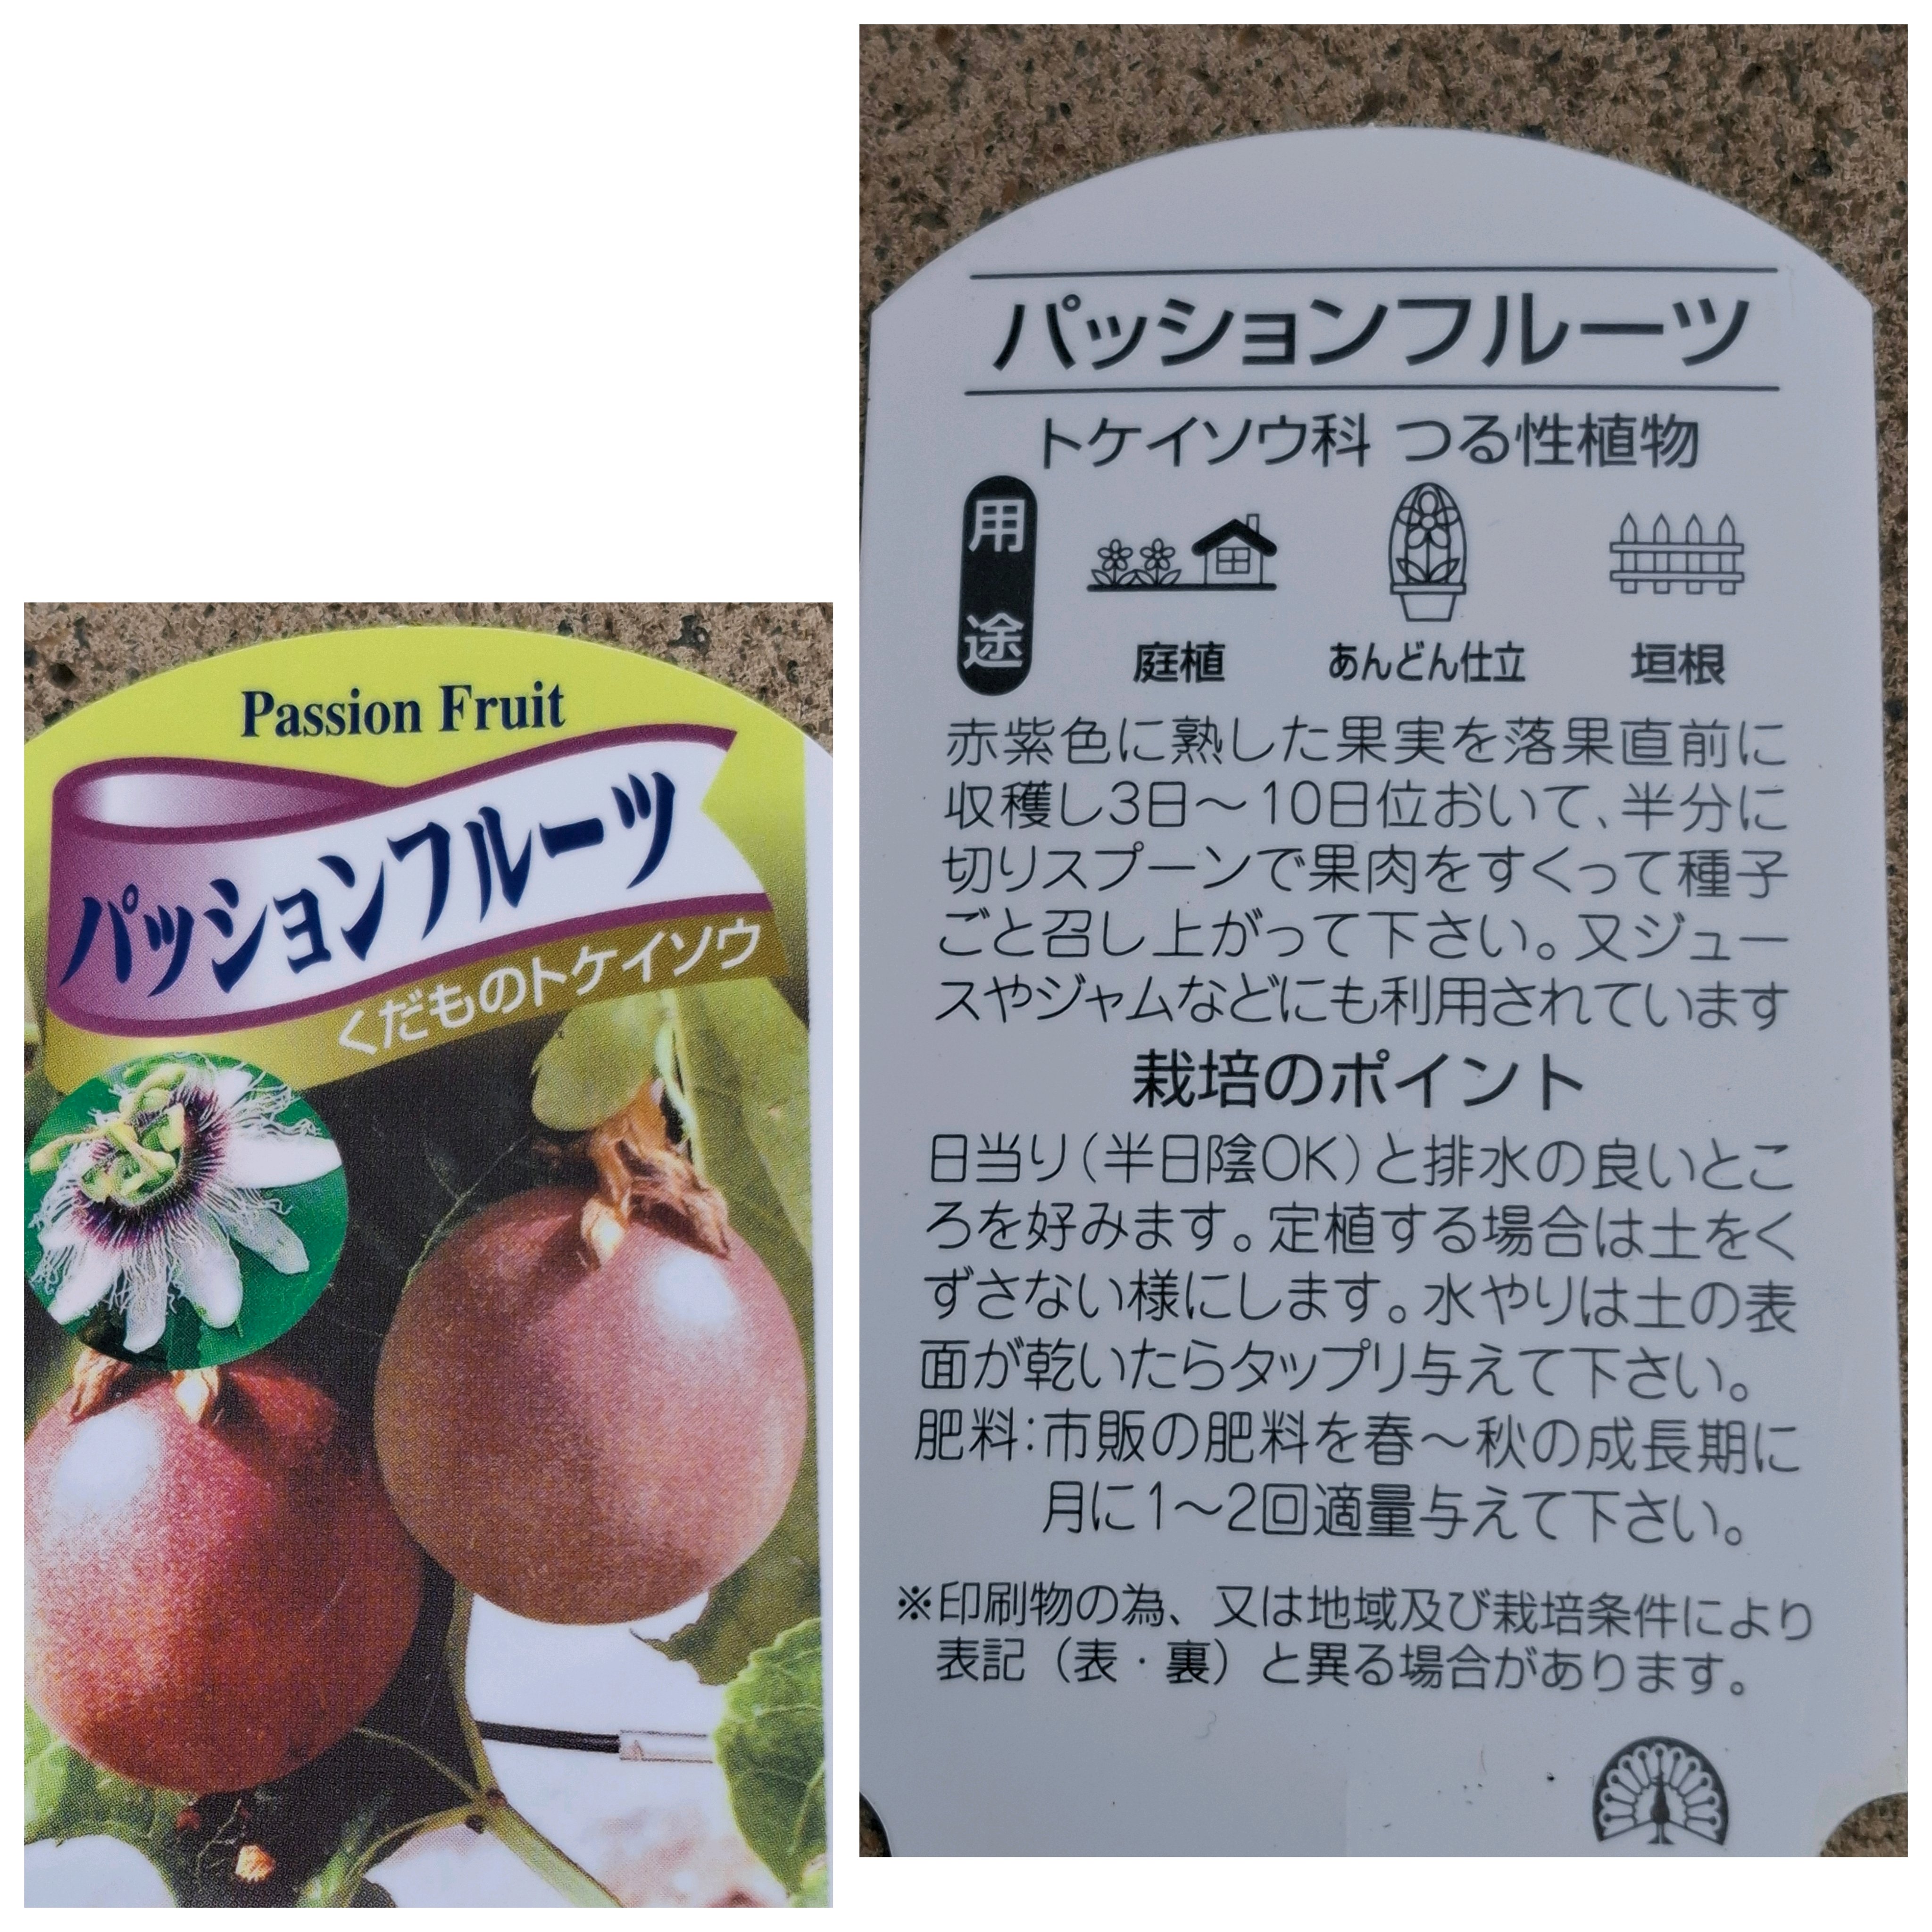 Passion Fruit
パッションフルーツ
くだものトケイソウ
パッションフルーツ
トケイソウ科 つる性植物
用途
庭植
あんどん仕立
垣根
赤紫色に熟した果実を落果直前に
収穫し3日～10日位おいて、半分に
切りスプーンで果肉をすくって種子
ごと召し上がって下さい。又ジュー
スやジャムなどにも利用されています
栽培のポイント
日当り(半日陰OK)と排水の良いとこ
ろを好みます。定植する場合は土をく
ずさない様にします。水やりは土の表
面が乾いたらタップリ与えて下さい。
肥料:市販の肥料を春～秋の成長期に
月に1～2回適量与えて下さい。
※印刷物の為、又は地域及び栽培条件により
表記（表・裏）と異る場合があります。